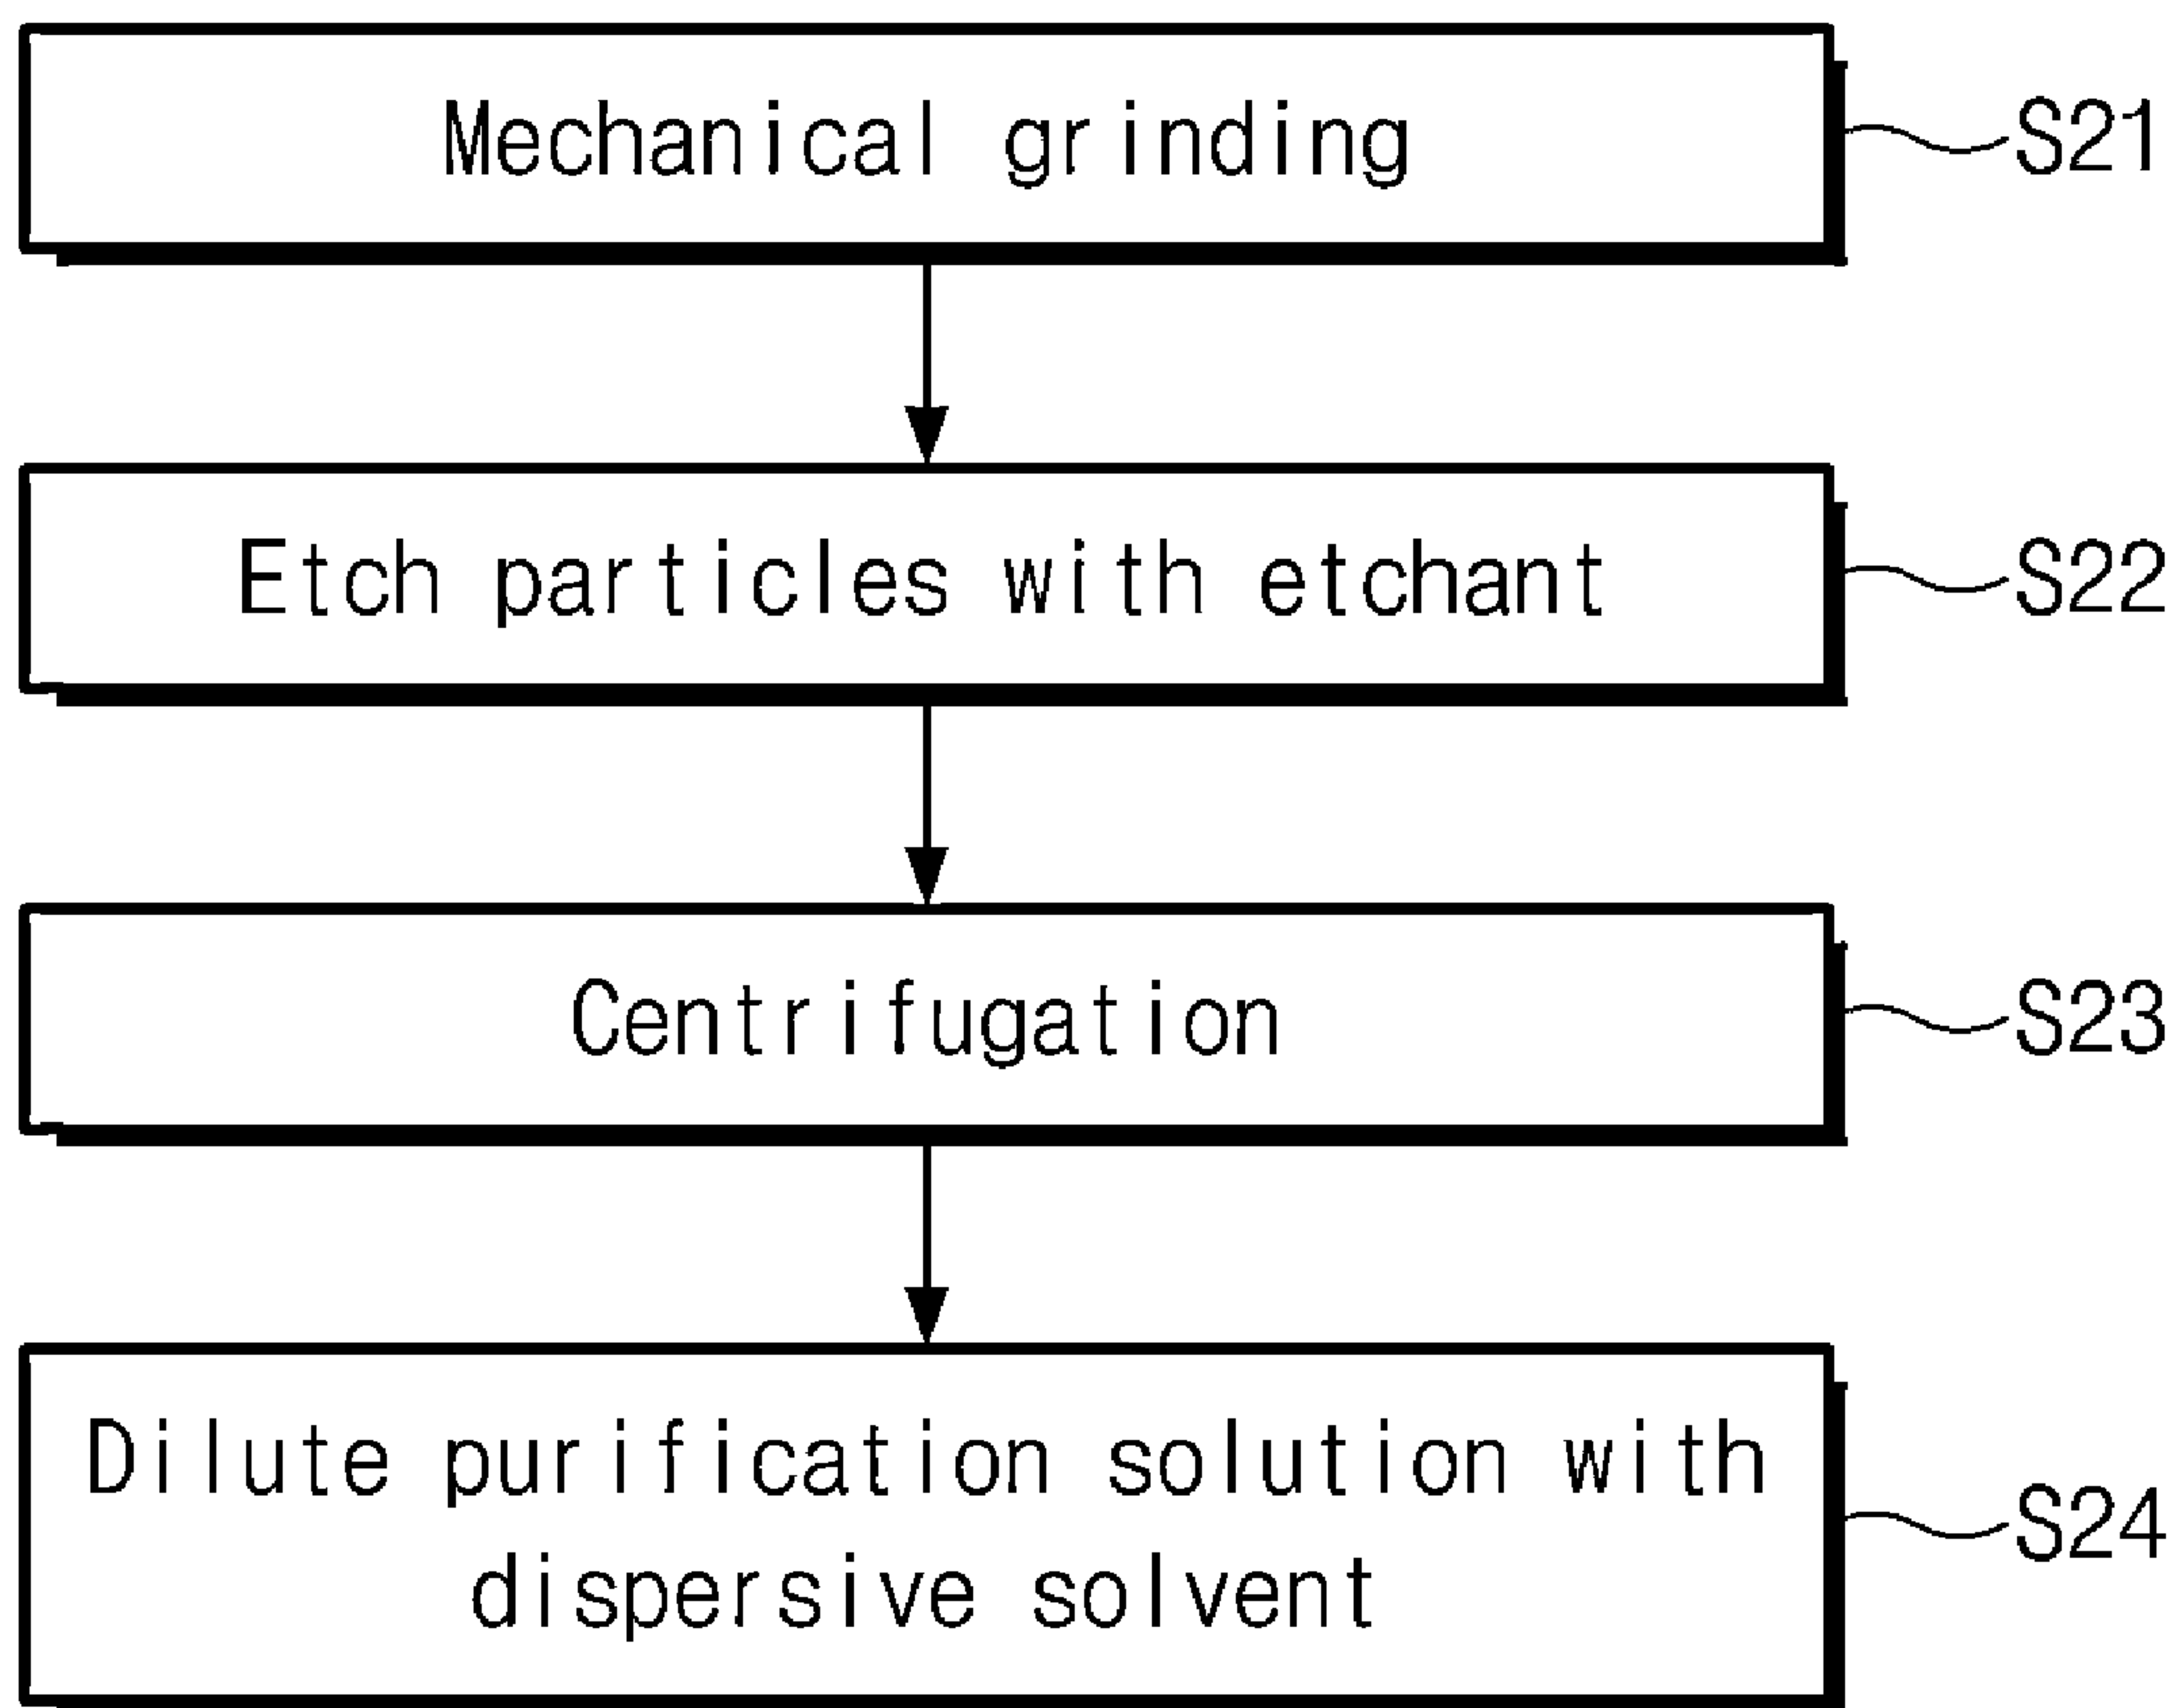 Mechanical grinding
S21
Etch particles with etchant
S22
Centrifugation
S23
Dilute purification solution with
dispersive solvent
S24